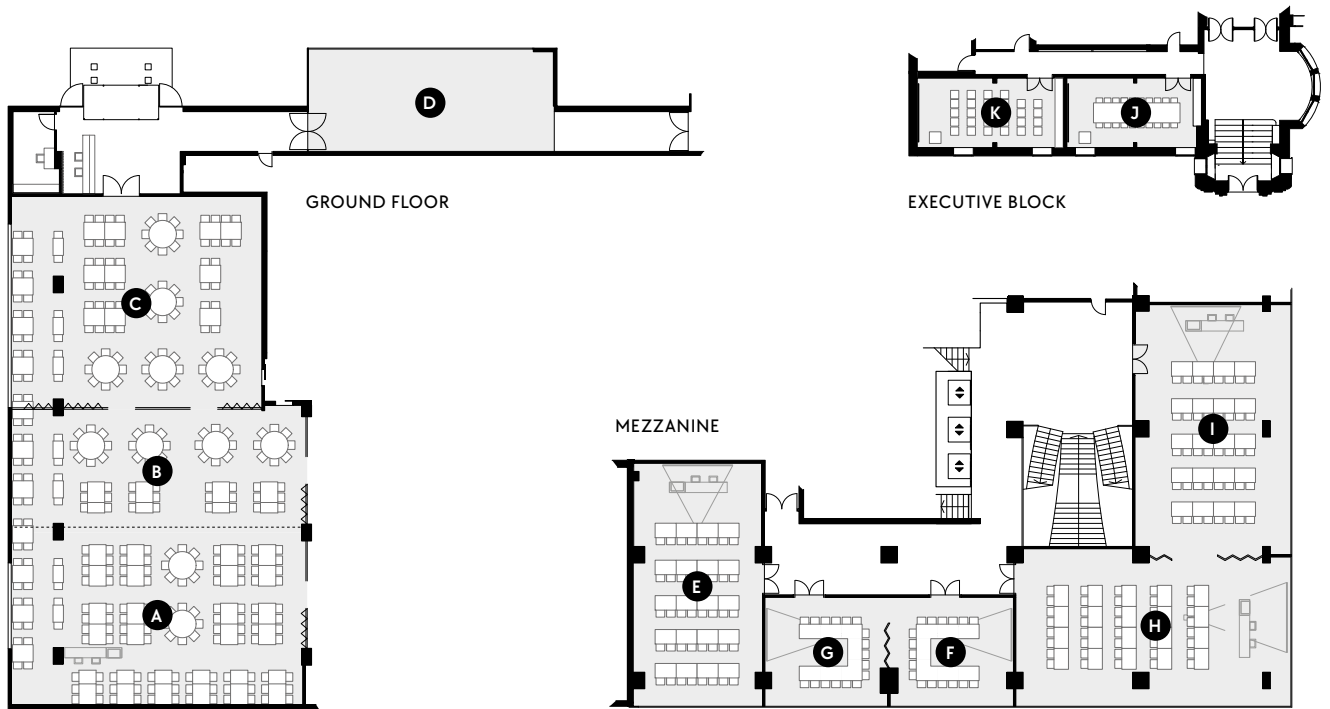 D
K
J
GROUND FLOOR
EXECUTIVE BLOCK
C
MEZZANINE
I
B
E
A
H
G
F